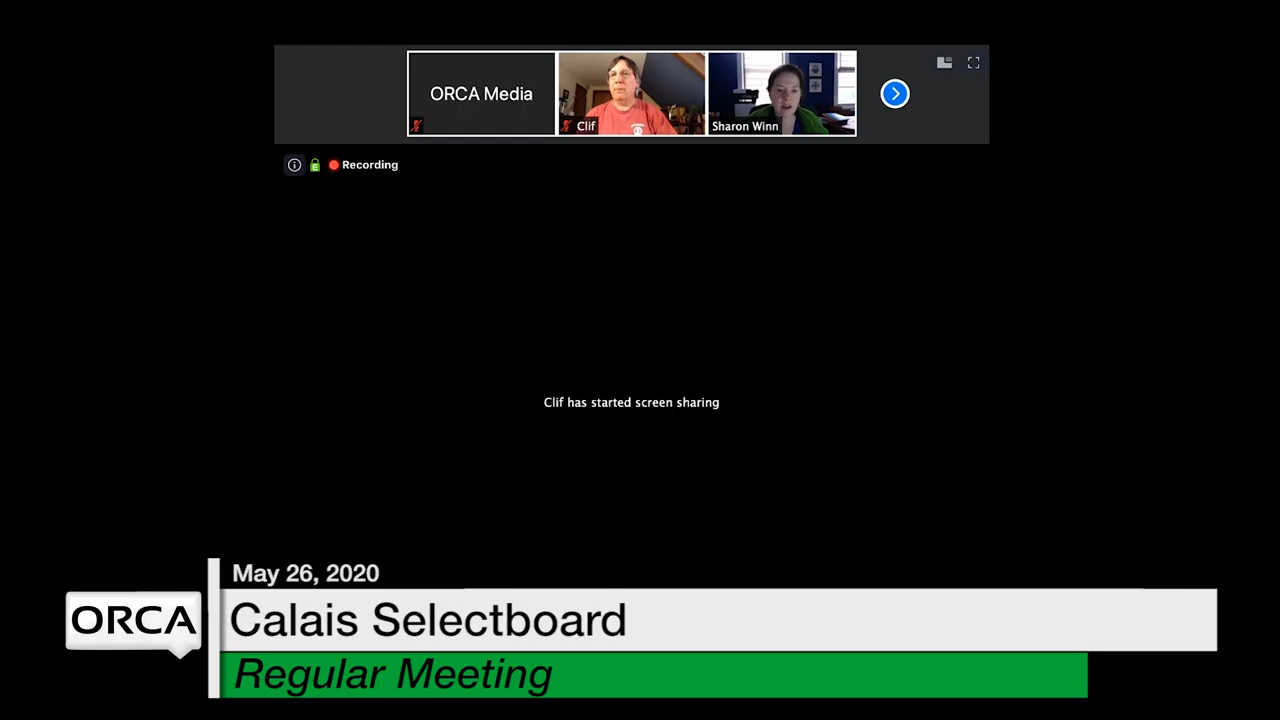 ORCA Media
Clif
Sharon Winn
Recording
Clif has started screen sharing
May 26, 2020
ORCA
Calais Selectboard
Regular Meeting